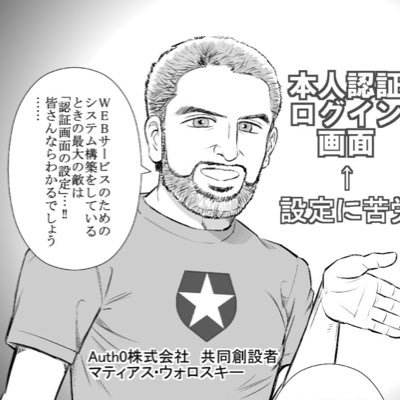 本人認証
ログイン
画面
↑
設定に苦労
WEBサービスのための
システム構築をしている
ときの最大の敵は
「認証画面の設定」…!!
皆さんならわかるでしょう
……
Auth0株式会社 共同創設者
マティアス・ウォロスキー